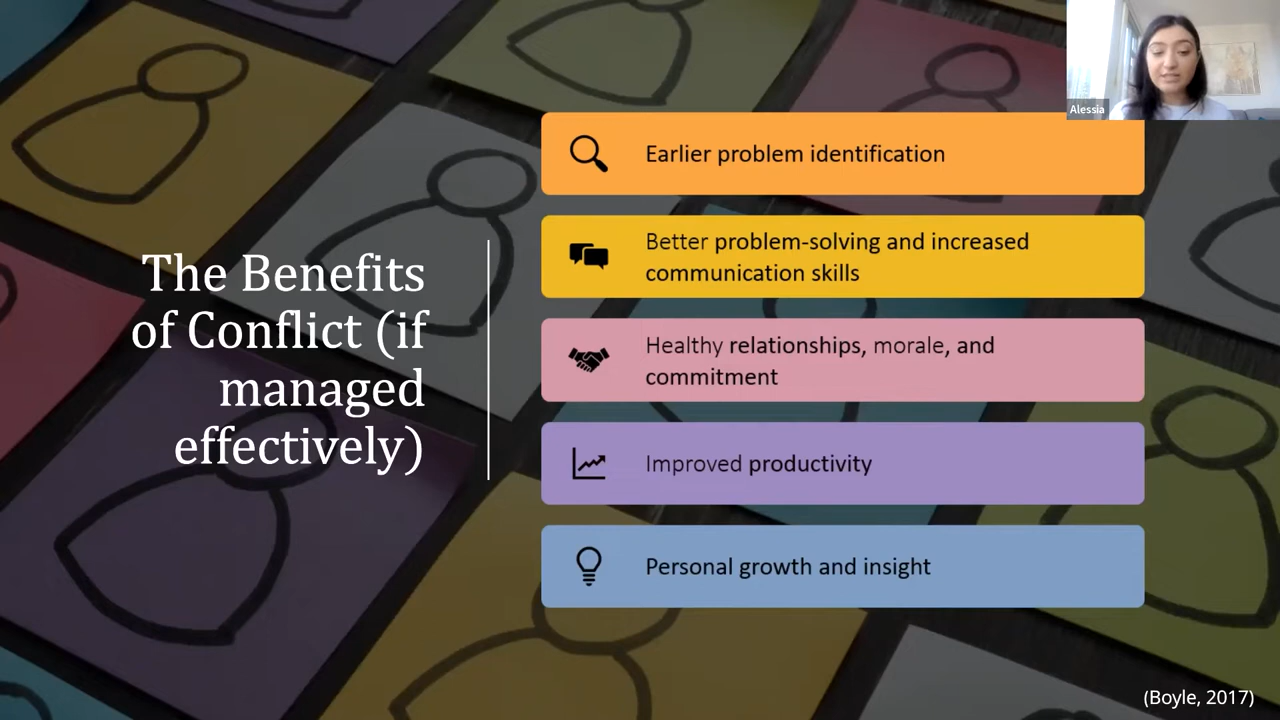 Alessia
The Benefits
of Conflict (if
managed
effectively)
Earlier problem identification
Better problem-solving and increased
communication skills
Healthy relationships, morale, and
commitment
Improved productivity
Personal growth and insight
(Boyle, 2017)